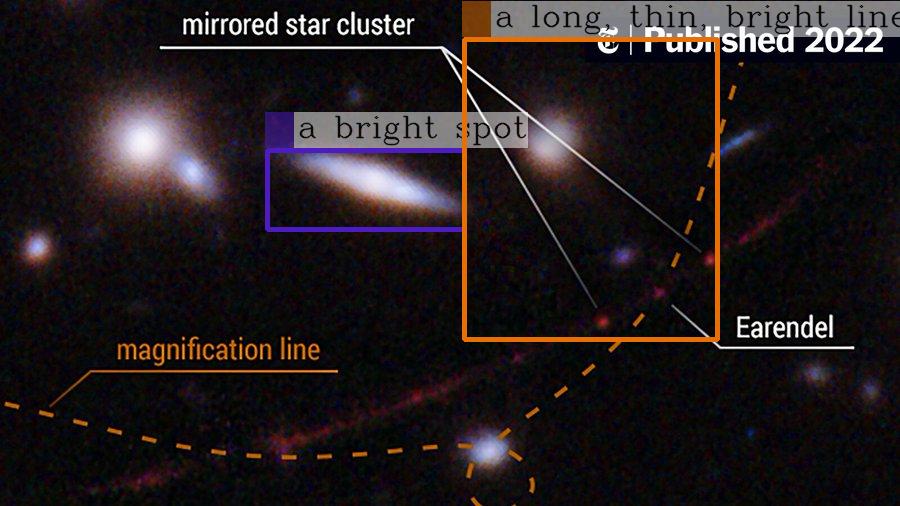 a long, thin, bright line
mirrored star cluster
| Published 2022
a bright spot
Earendel
magnification line